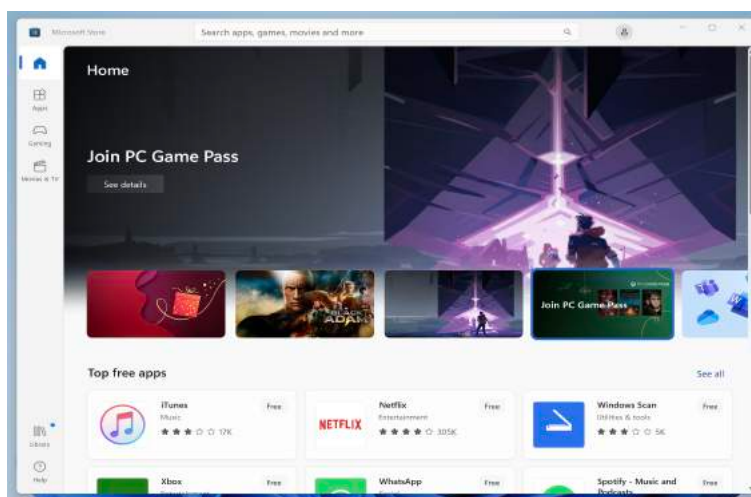 Microsoft Store
Search apps, games, movies and more
Home
Apps
Gaming
Movies & TV
Join PC Game Pass
See details
BLACK
ADAM
Join PC Game Pass
Top free apps
See all
iTunes
Free
Music
17K
NETFLIX
Netflix
Free
Entertainment
305K
Windows Scan
Free
Utilities & tools
5K
Library
Help
Xbox
Free
Entertainment
WhatsApp
Free
Social
Spotify - Music and
Podcasts
Free